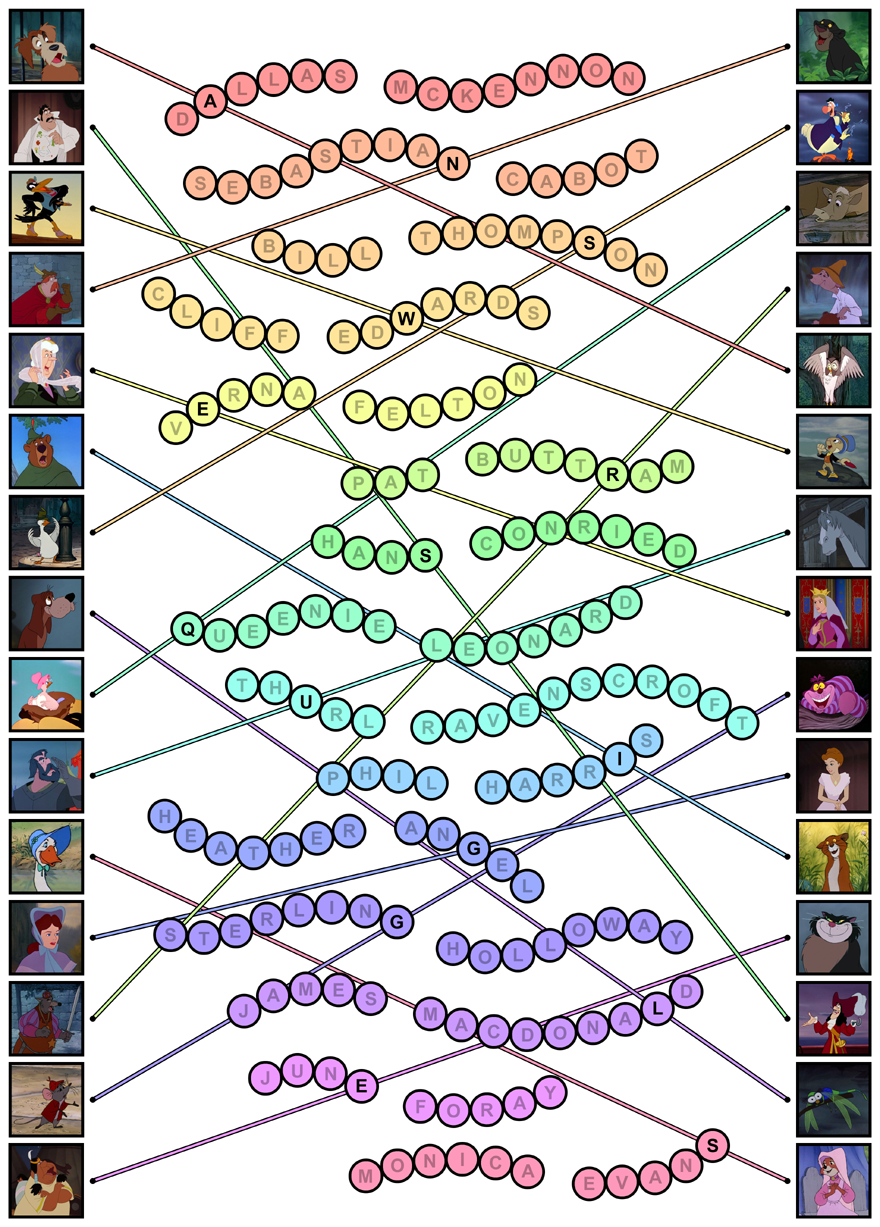 DALLAS MCKENNON
SEBASTIAN CABOT
BILL THOMPSON
CLIFF EDWARDS
VERNA FELTON
PAT BUTTRAM
HANS CONRIED
QUEENIE LEONARD
THURL RAVENSCROFT
PHIL HARRIS
HEATHER ANGEL
STERLING HOLLOWAY
JAMES MACDONALD
JUNE FORAY
MONICA EVANS